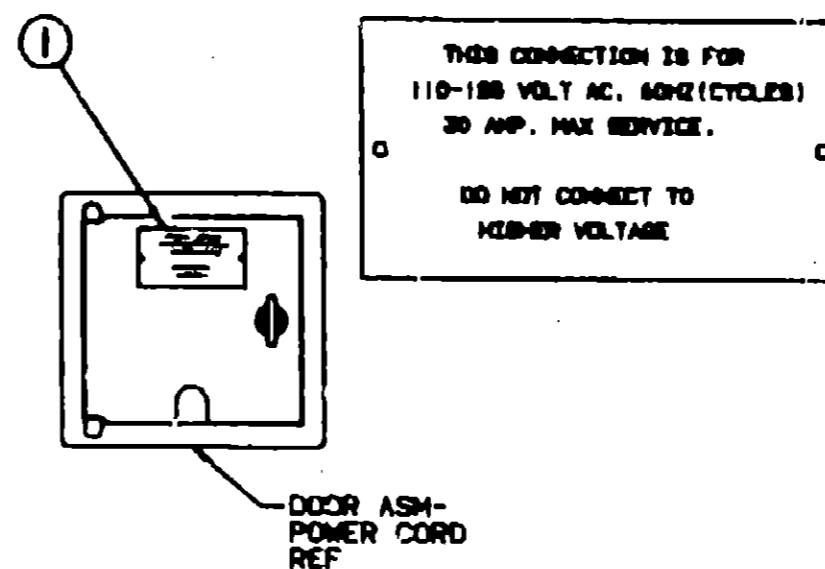 1
THIS CONNECTION IS FOR
110-125 VOLT AC, 60HZ(CYCLES)
30 AMP. MAX SERVICE.
DO NOT CONNECT TO
HIGHER VOLTAGE
DOOR ASM-
POWER CORD
REF